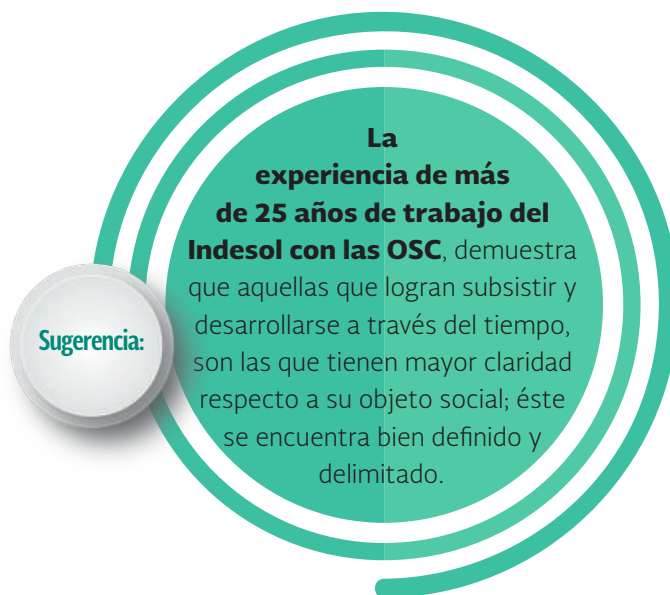 Sugerencia:
La
experiencia de más
de 25 años de trabajo del
Indesol con las OSC, demuestra
que aquellas que logran subsistir y
desarrollarse a través del tiempo,
son las que tienen mayor claridad
respecto a su objeto social; éste
se encuentra bien definido y
delimitado.